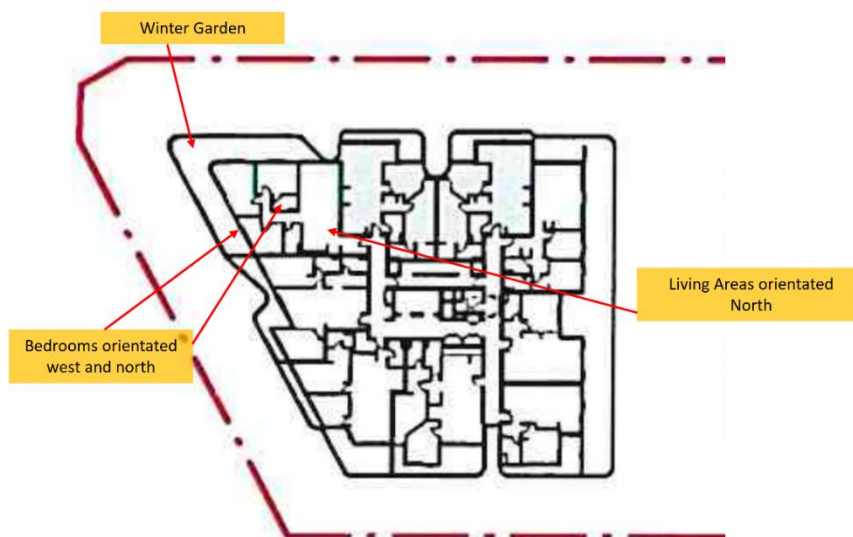 Winter Garden
Living Areas orientated
North
Bedrooms orientated
west and north